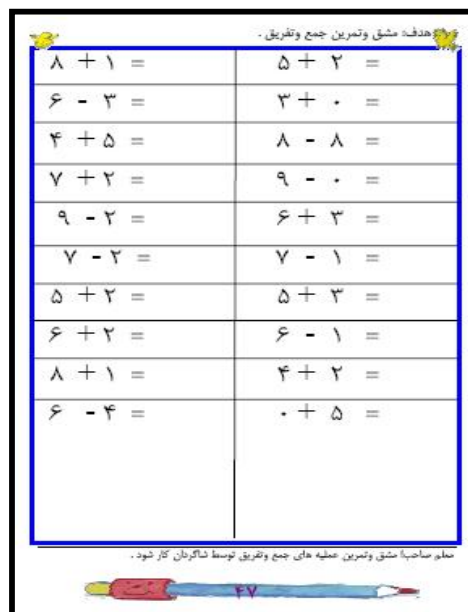 هدف: مشق وتمرین جمع وتفریق .
۸ + ۱ =
۵ + ۲ =
۶ - ۳ =
۳ + ۰ =
۴ + ۵ =
۸ - ۸ =
۷ + ۲ =
۹ - ۰ =
۹ - ۲ =
۶ + ۳ =
۷ - ۲ =
۷ - ۱ =
۵ + ۲ =
۵ + ۳ =
۶ + ۲ =
۶ - ۱ =
۸ + ۱ =
۴ + ۲ =
۶ - ۴ =
۰ + ۵ =
معلم صاحب! مشق وتمرین عملیه های جمع وتفریق توسط شاگردان کار شود .
۴۷